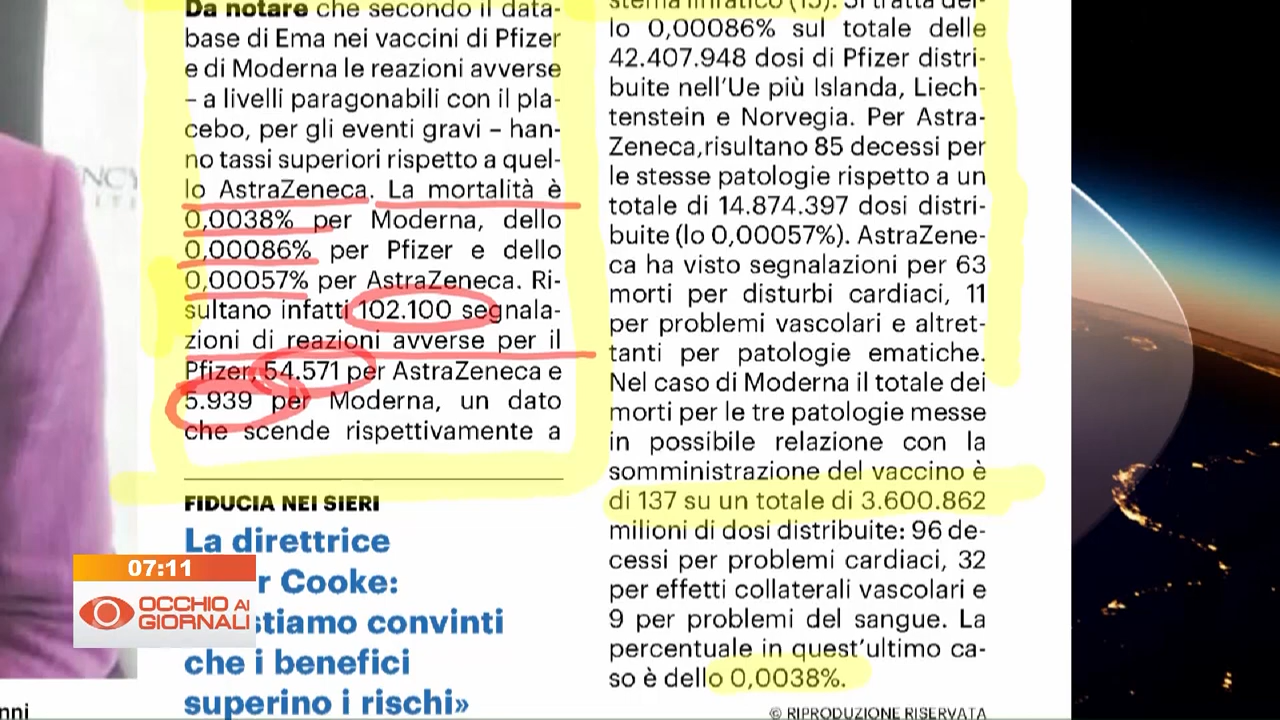 Da notare che secondo il data-
base di Ema nei vaccini di Pfizer
e di Moderna le reazioni avverse
– a livelli paragonabili con il pla-
cebo, per gli eventi gravi – han-
no tassi superiori rispetto a quel-
lo AstraZeneca. La mortalità è
0,0038% per Moderna, dello
0,00086% per Pfizer e dello
0,00057% per AstraZeneca. Ri-
sultano infatti 102.100 segnala-
zioni di reazioni avverse per il
Pfizer, 54.571 per AstraZeneca e
5.939 per Moderna, un dato
che scende rispettivamente a
FIDUCIA NEI SIERI
La direttrice
r Cooke:
stiamo convinti
che i benefici
superino i rischi»
stema linfatico (15). Si tratta del-
lo 0,00086% sul totale delle
42.407.948 dosi di Pfizer distri-
buite nell'Ue più Islanda, Liech-
tenstein e Norvegia. Per Astra-
Zeneca,risultano 85 decessi per
le stesse patologie rispetto a un
totale di 14.874.397 dosi distri-
buite (lo 0,00057%). AstraZene-
ca ha visto segnalazioni per 63
morti per disturbi cardiaci, 11
per problemi vascolari e altret-
tanti per patologie ematiche.
Nel caso di Moderna il totale dei
morti per le tre patologie messe
in possibile relazione con la
somministrazione del vaccino è
di 137 su un totale di 3.600.862
milioni di dosi distribuite: 96 de-
cessi per problemi cardiaci, 32
per effetti collaterali vascolari e
9 per problemi del sangue. La
percentuale in quest'ultimo ca-
so è dello 0,0038%.
© RIPRODUZIONE RISERVATA
07:11
OCCHIO AI
GIORNALI
NCY
nni